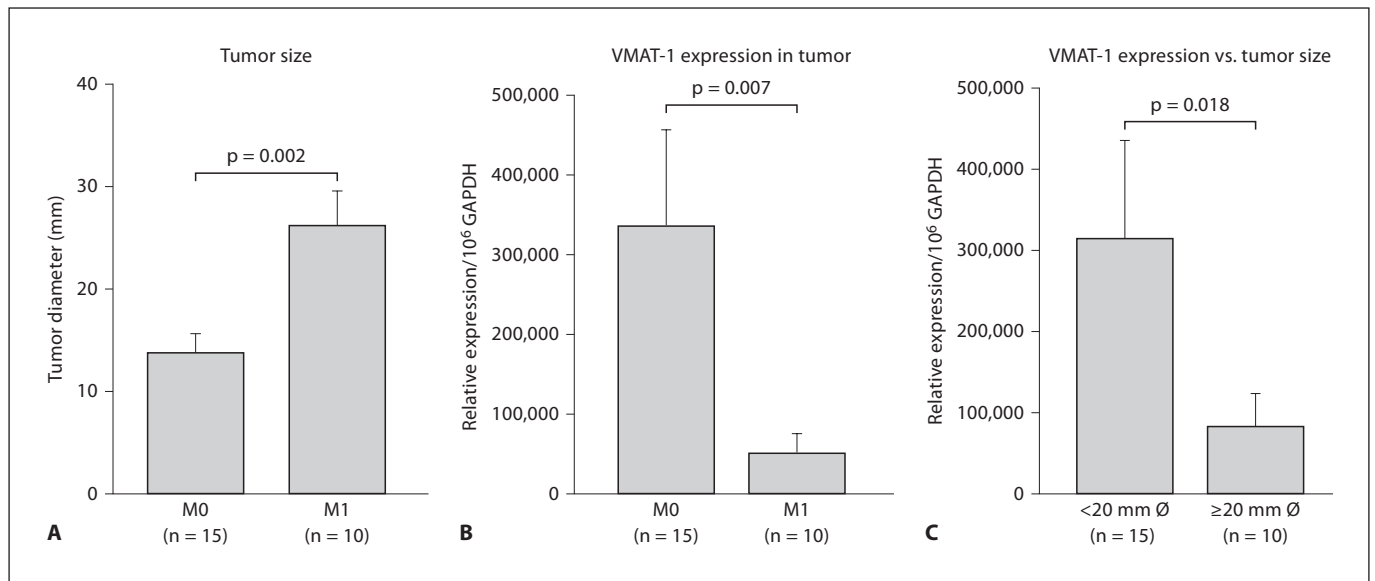 Tumor size
40
30
20
10
0
Tumor diameter (mm)
p = 0.002
M0
M1
(n = 15)
(n = 10)
A
VMAT-1 expression in tumor
500,000
400,000
300,000
200,000
100,000
0
Relative expression/10⁶ GAPDH
p = 0.007
M0
M1
(n = 15)
(n = 10)
B
VMAT-1 expression vs. tumor size
500,000
400,000
300,000
200,000
100,000
0
Relative expression/10⁶ GAPDH
p = 0.018
<20 mm Ø
≥20 mm Ø
(n = 15)
(n = 10)
C